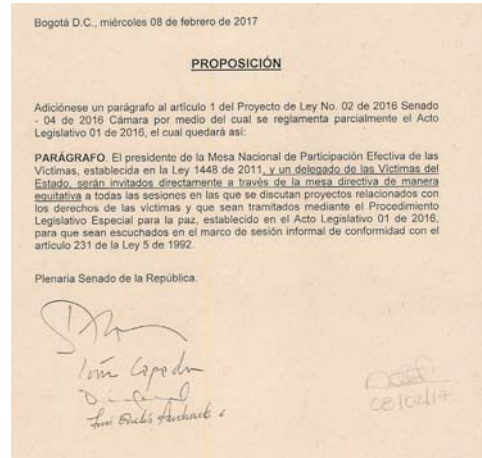 Bogotá D.C., miércoles 08 de febrero de 2017
PROPOSICIÓN
Adiciónese un parágrafo al artículo 1 del Proyecto de Ley No. 02 de 2016 Senado
- 04 de 2016 Cámara por medio del cual se reglamenta parcialmente el Acto
Legislativo 01 de 2016, el cual quedará así:
PARÁGRAFO. El presidente de la Mesa Nacional de Participación Efectiva de las
Víctimas, establecida en la Ley 1448 de 2011, y un delegado de las Víctimas del
Estado, serán invitados directamente a través de la mesa directiva de manera
equitativa a todas las sesiones en las que se discutan proyectos relacionados con
los derechos de las víctimas y que sean tramitados mediante el Procedimiento
Legislativo Especial para la paz, establecido en el Acto Legislativo 01 de 2016,
para que sean escuchados en el marco de sesión informal de conformidad con el
artículo 231 de la Ley 5 de 1992.
Plenaria Senado de la República.
Iván Cepeda